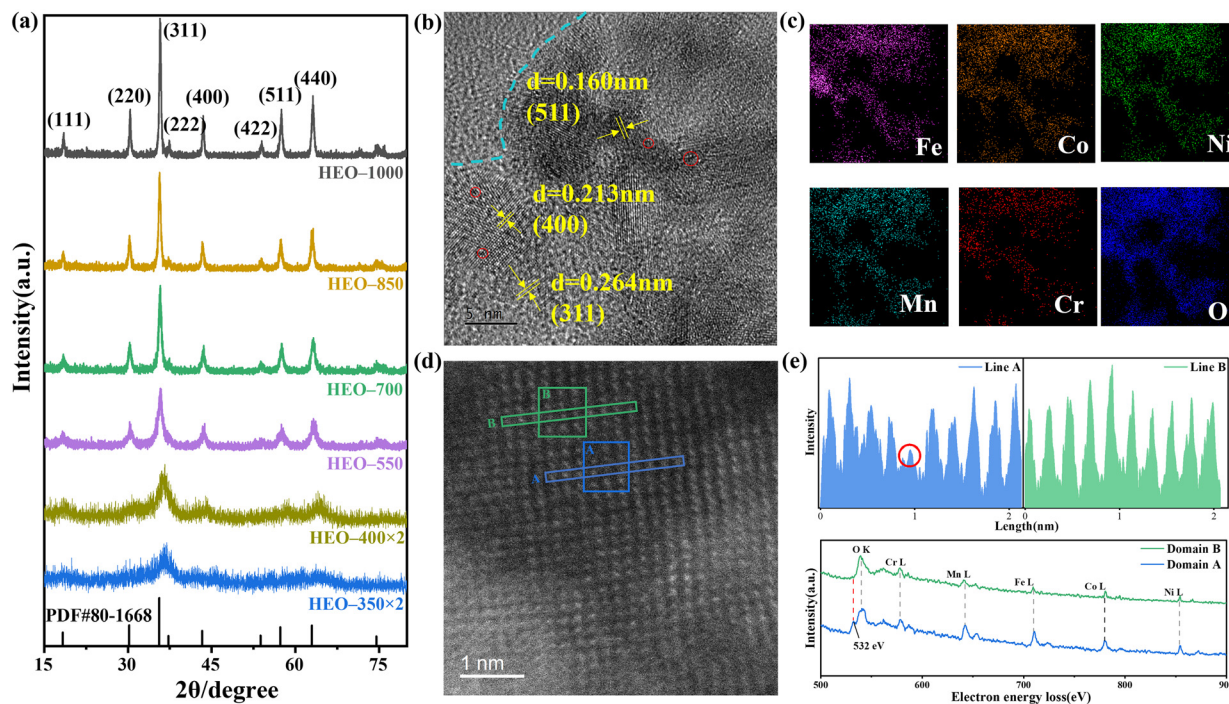 (a)
(311)
(111)
(220)
(222)
(400)
(422)
(511)
(440)
HEO–1000
HEO–850
HEO–700
HEO–550
HEO–400×2
HEO–350×2
PDF#80-1668
Intensity(a.u.)
15 30 45 60 75
2θ/degree
(b)
d=0.160nm
(511)
d=0.213nm
(400)
d=0.264nm
(311)
5 nm
(c)
Fe
Co
Ni
Mn
Cr
O
(d)
B
B
A
A
1 nm
(e)
Line A
Line B
Intensity
0 1 2 0 1 2
Length(nm)
Domain B
Domain A
O K
Cr L
Mn L
Fe L
Co L
Ni L
532 eV
Intensity(a.u.)
500 600 700 800 900
Electron energy loss(eV)